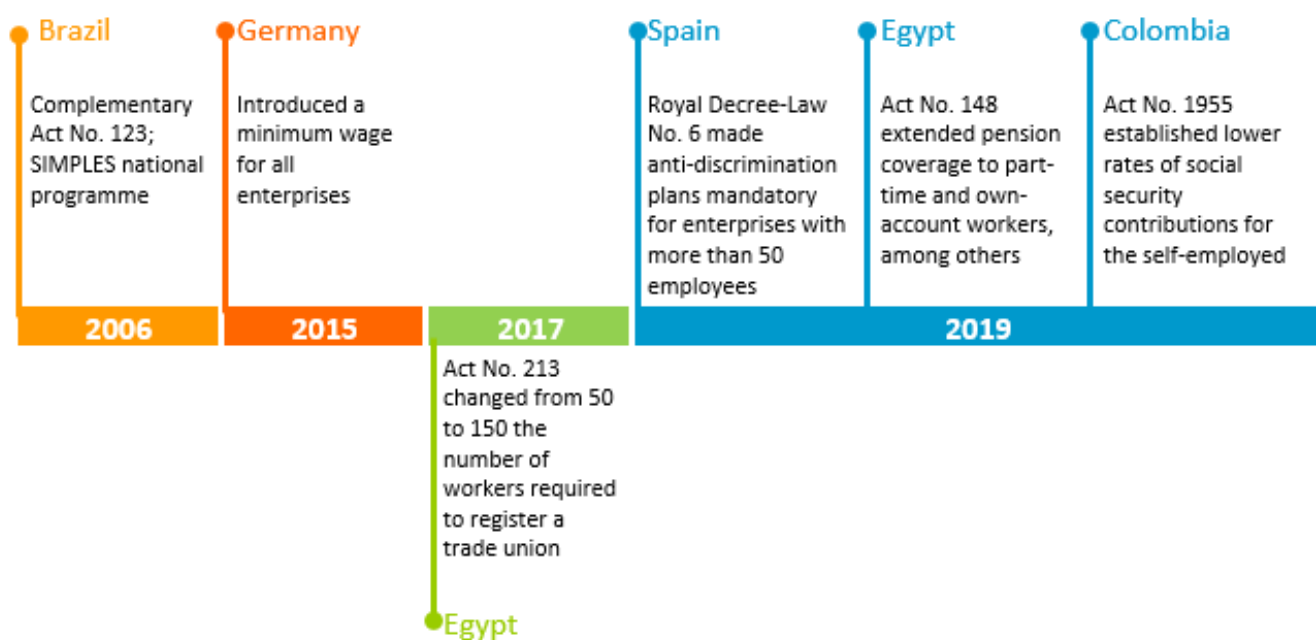 Brazil
Complementary
Act No. 123;
SIMPLES national
programme
Germany
Introduced a
minimum wage
for all
enterprises
Spain
Royal Decree-Law
No. 6 made
anti-discrimination
plans mandatory
for enterprises with
more than 50
employees
Egypt
Act No. 148
extended pension
coverage to part-
time and own-
account workers,
among others
Colombia
Act No. 1955
established lower
rates of social
security
contributions for
the self-employed
2006
2015
2017
2019
Act No. 213
changed from 50
to 150 the
number of
workers required
to register a
trade union
Egypt